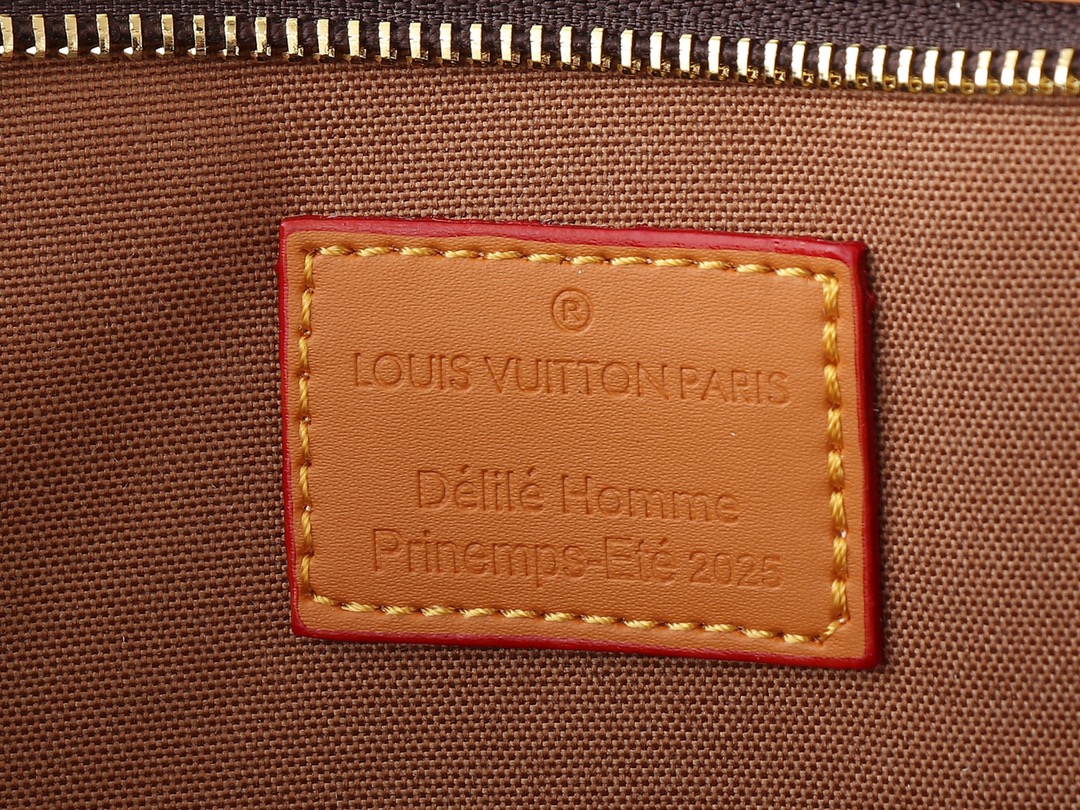 ®
LOUIS VUITTON PARIS
Délilé Homme
Prinemps-Eté 2025